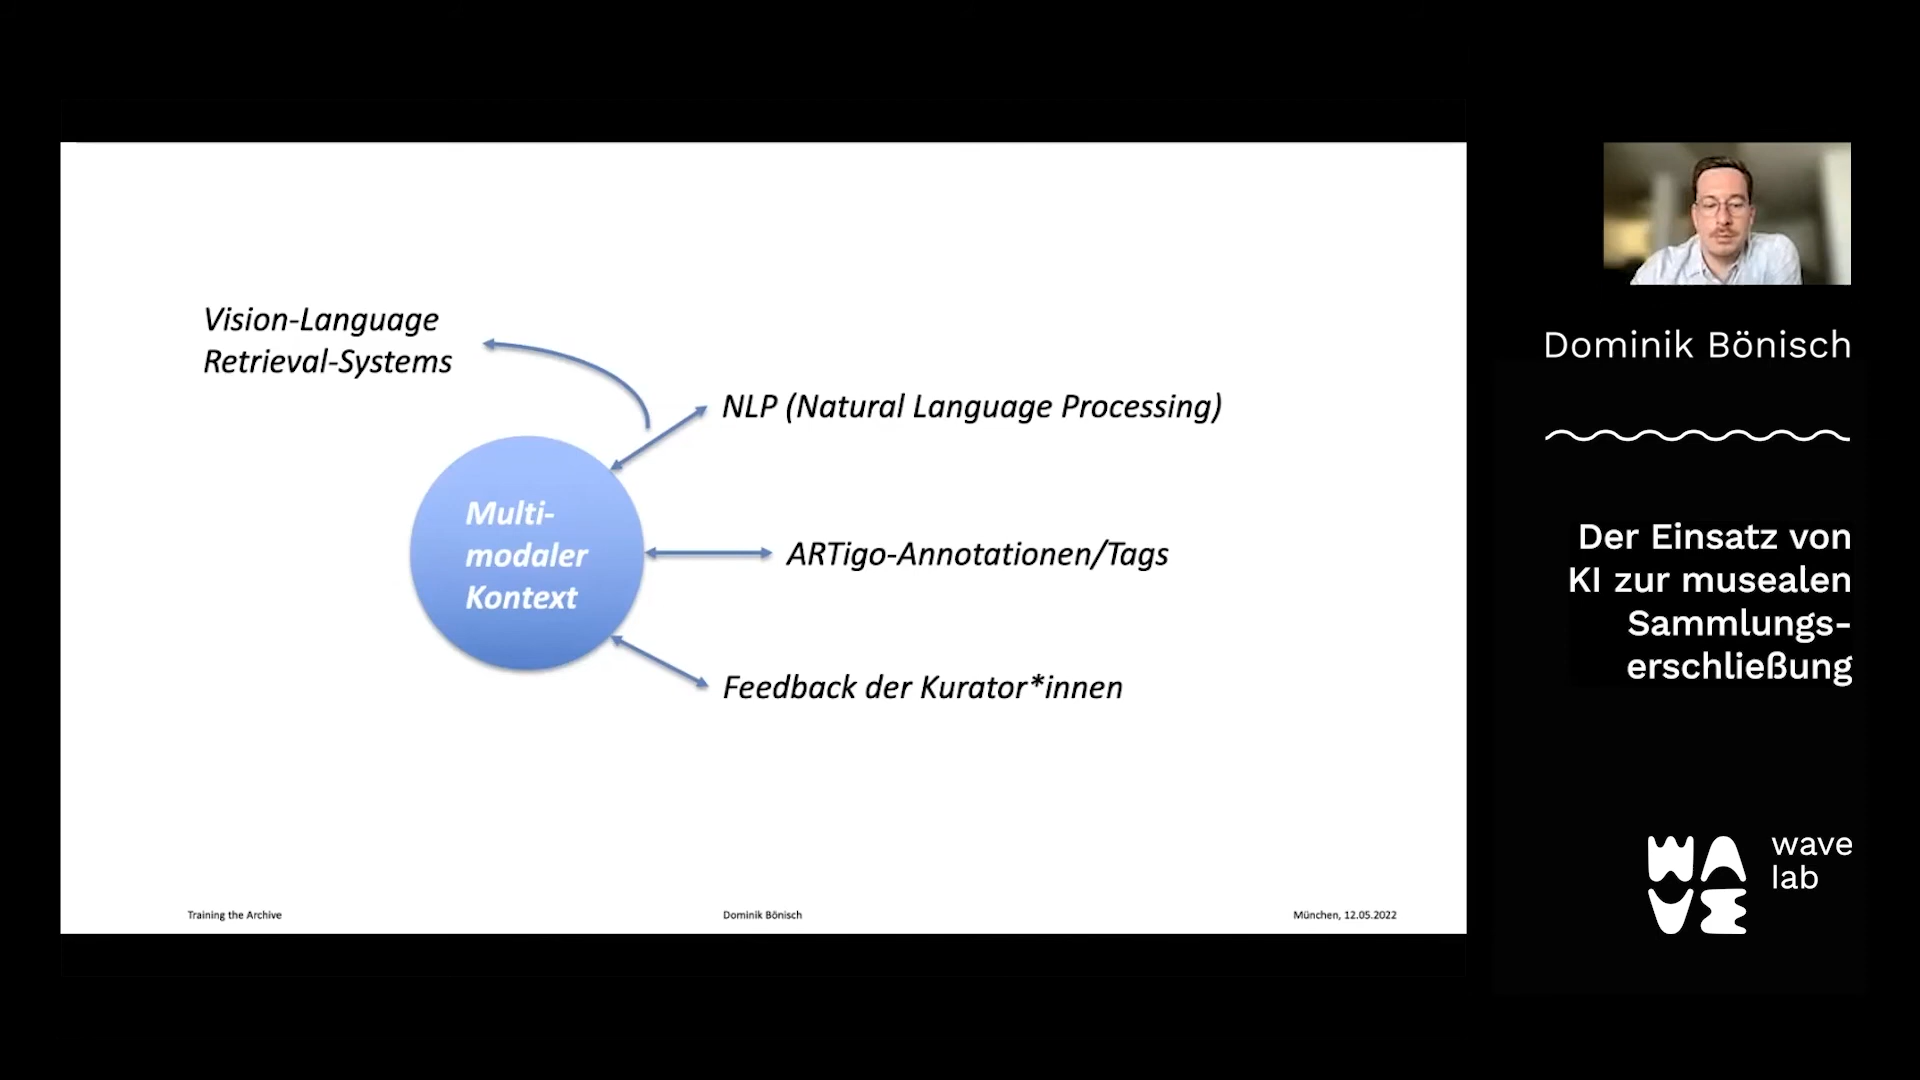 Vision-Language
Retrieval-Systems
NLP (Natural Language Processing)
Multi-
modaler
Kontext
ARTigo-Annotationen/Tags
Feedback der Kurator*innen
Training the Archive
Dominik Bönisch
München, 12.05.2022
Dominik Bönisch
Der Einsatz von
KI zur musealen
Sammlungs-
erschließung
WAVE
wave
lab